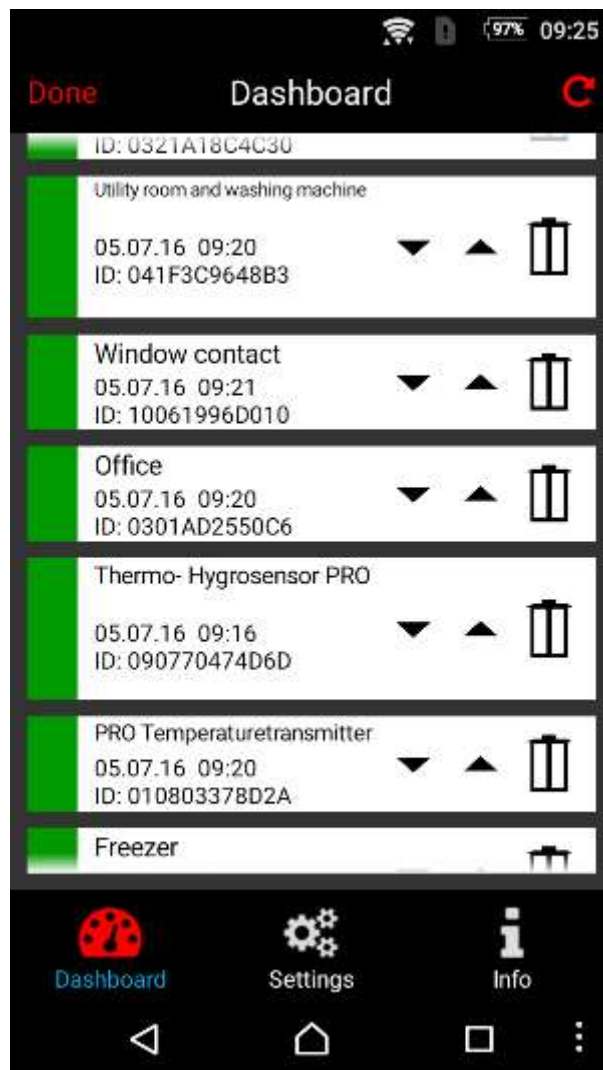 97% 09:25
Done Dashboard
ID: 0321A18C4C30
Utility room and washing machine
05.07.16 09:20
ID: 041F3C9648B3
Window contact
05.07.16 09:21
ID: 10061996D010
Office
05.07.16 09:20
ID: 0301AD2550C6
Thermo- Hygrosensor PRO
05.07.16 09:16
ID: 090770474D6D
PRO Temperaturetransmitter
05.07.16 09:20
ID: 010803378D2A
Freezer
Dashboard Settings Info